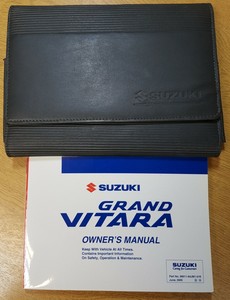 SUZUKI
SUZUKI
GRAND
VITARA
OWNER'S MANUAL
Keep With Vehicle At All Times.
Contains Important Information
On Safety, Operation & Maintenance
SUZUKI